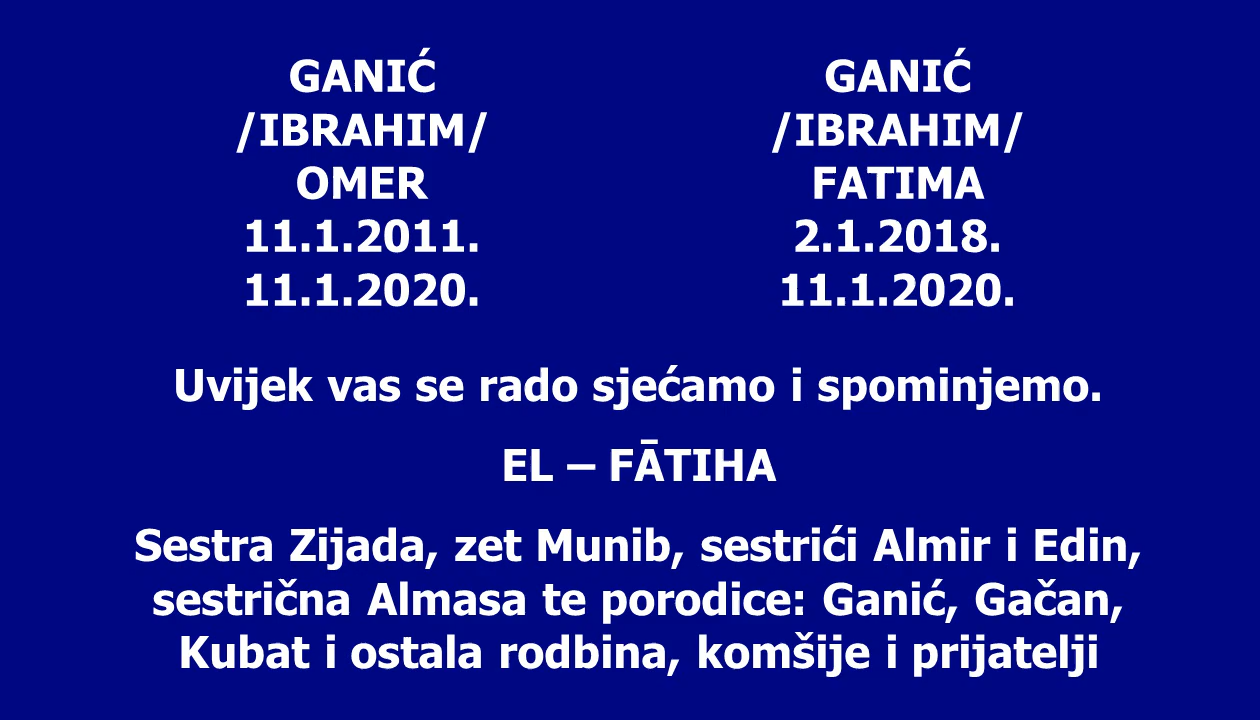 GANIĆ
/IBRAHIM/
OMER
11.1.2011.
11.1.2020.
GANIĆ
/IBRAHIM/
FATIMA
2.1.2018.
11.1.2020.
Uvijek vas se rado sjećamo i spominjemo.
EL – FĀTIHA
Sestra Zijada, zet Munib, sestrići Almir i Edin,
sestrična Almasa te porodice: Ganić, Gačan,
Kubat i ostala rodbina, komšije i prijatelji